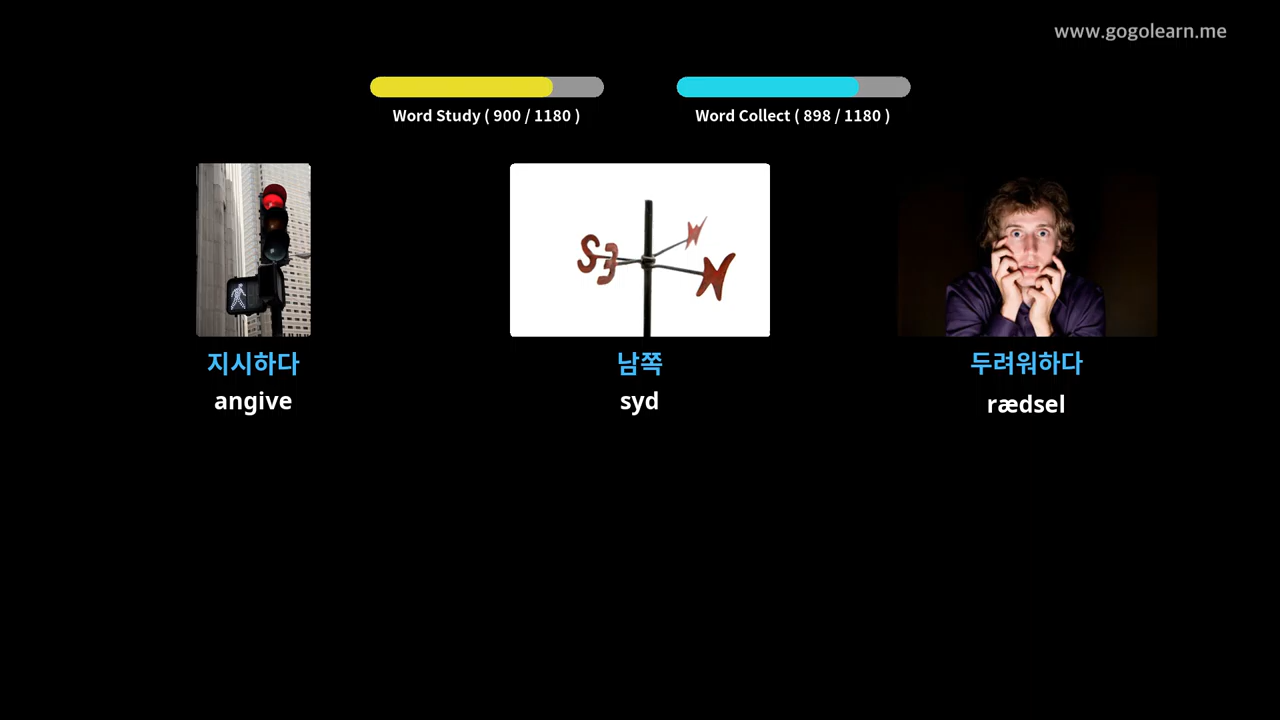 www.gogolearn.me
Word Study ( 900 / 1180 )
Word Collect ( 898 / 1180 )
S
E
N
지시하다
남쪽
두려워하다
angive
syd
rædsel